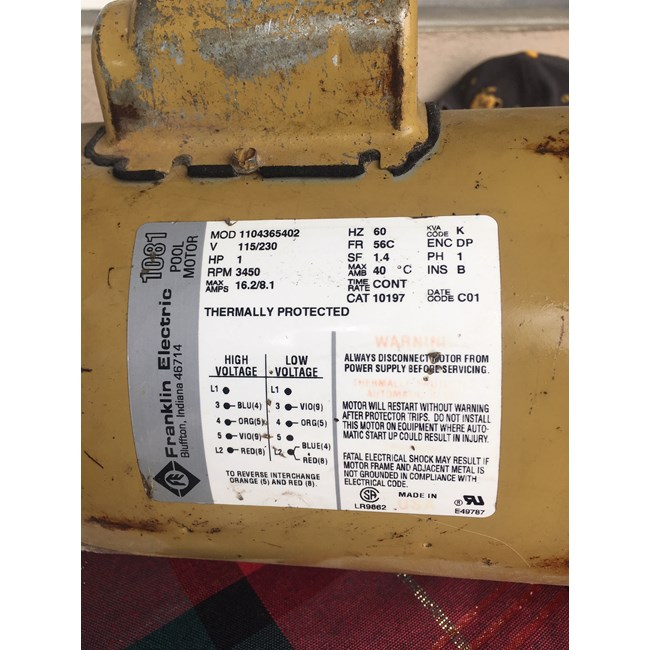 1081
POOL
MOTOR
Franklin Electric
Bluffton, Indiana 46714
MOD 1104365402
V 115/230
HP 1
RPM 3450
MAX AMPS 16.2/8.1
HZ 60
FR 56C
SF 1.4
MAX AMB 40 °C
TIME RATE CONT
CAT 10197
KVA CODE K
ENC DP
PH 1
INS B
DATE CODE C01
THERMALLY PROTECTED
HIGH VOLTAGE
L1
3 BLU(4)
4 ORG(5)
5 VIO(9)
L2 RED(8)
LOW VOLTAGE
L1
3 VIO(9)
4 ORG(5)
5
L2 BLUE(4)
RED(8)
TO REVERSE INTERCHANGE
ORANGE (5) AND RED (8).
WARNING
ALWAYS DISCONNECT MOTOR FROM
POWER SUPPLY BEFORE SERVICING.
THERMALLY
AUTOMATIC
MOTOR WILL RESTART WITHOUT WARNING
AFTER PROTECTOR TRIPS. DO NOT INSTALL
THIS MOTOR ON EQUIPMENT WHERE AUTO-
MATIC START UP COULD RESULT IN INJURY.
FATAL ELECTRICAL SHOCK MAY RESULT IF
MOTOR FRAME AND ADJACENT METAL IS
NOT GROUNDED IN COMPLIANCE WITH
ELECTRICAL CODE.
SA
LR9862
MADE IN
® RU
E49787
FE